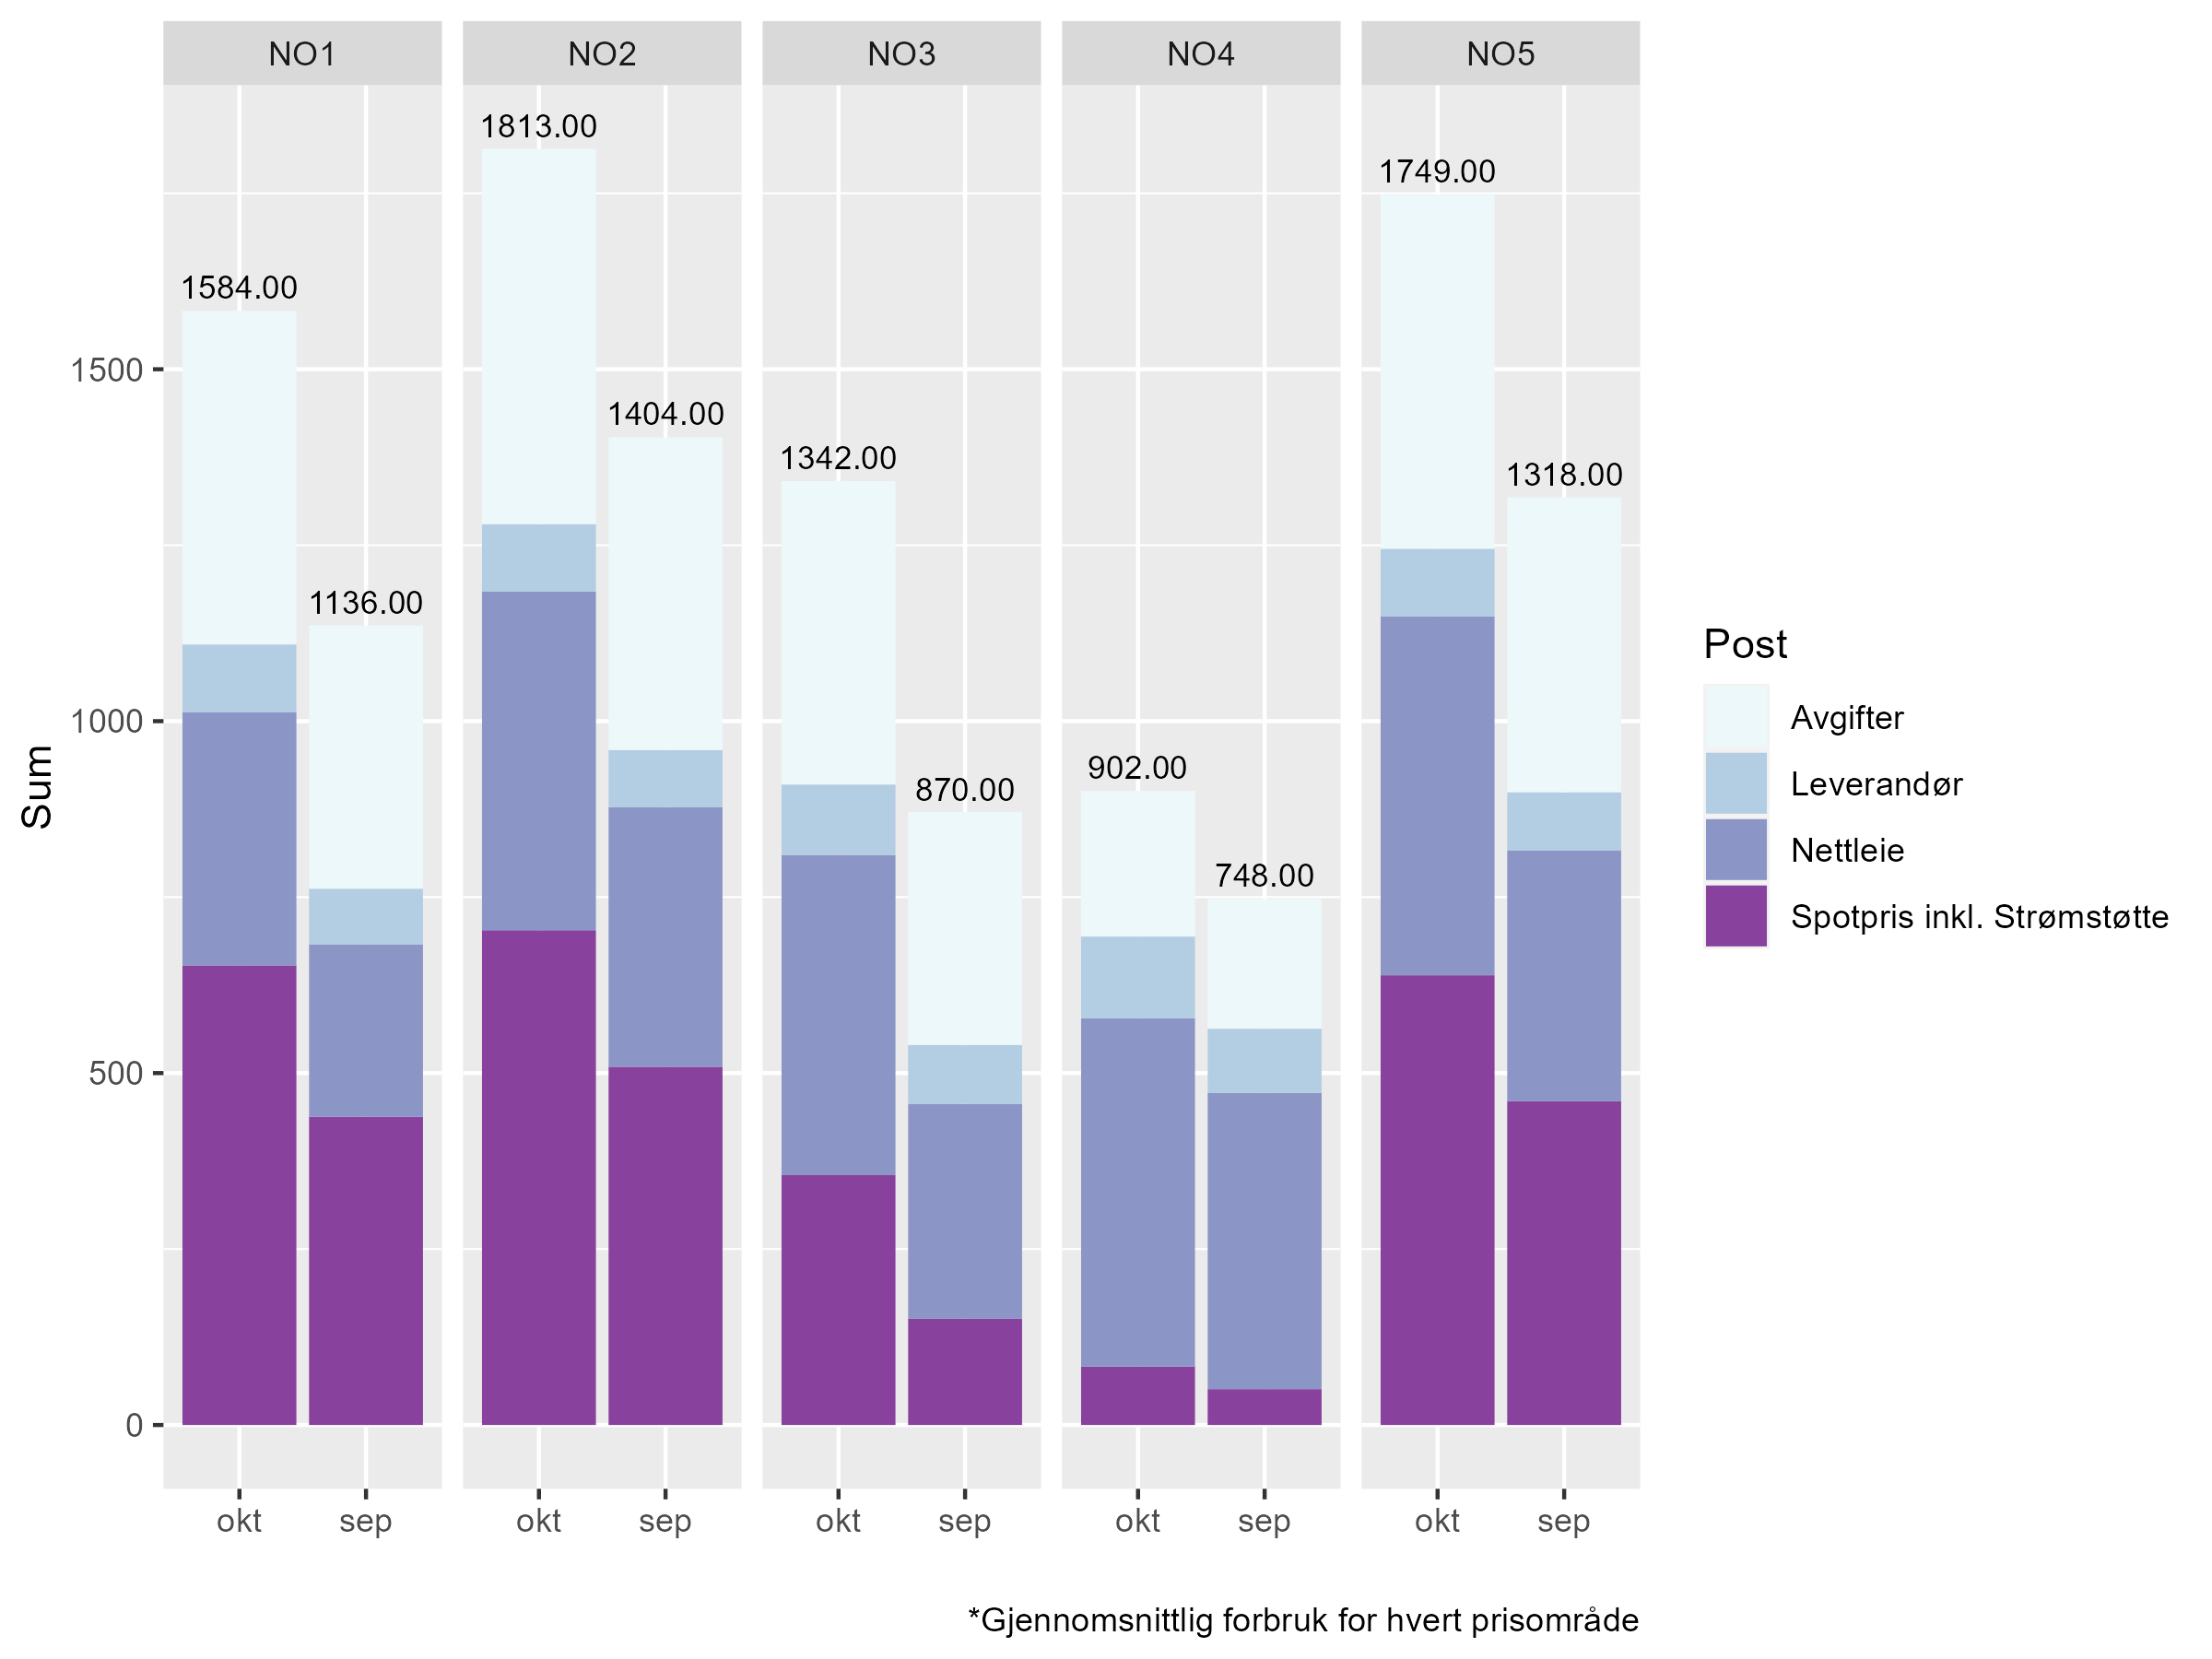 NO1 NO2 NO3 NO4 NO5
1813.00
1749.00
1584.00
1404.00
1342.00
1318.00
1136.00
902.00
870.00
748.00
1500
1000
500
0
Sum
okt sep okt sep okt sep okt sep okt sep
Post
Avgifter
Leverandør
Nettleie
Spotpris inkl. Strømstøtte
*Gjennomsnittlig forbruk for hvert prisområde